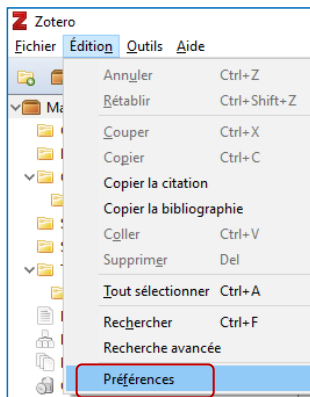 Zotero
Fichier Édition Outils Aide
Annuler Ctrl+Z
Rétablir Ctrl+Shift+Z
Ma
Couper Ctrl+X
Copier Ctrl+C
Copier la citation
Copier la bibliographie
Coller Ctrl+V
Supprimer Del
Tout sélectionner Ctrl+A
Rechercher Ctrl+F
Recherche avancée
Préférences